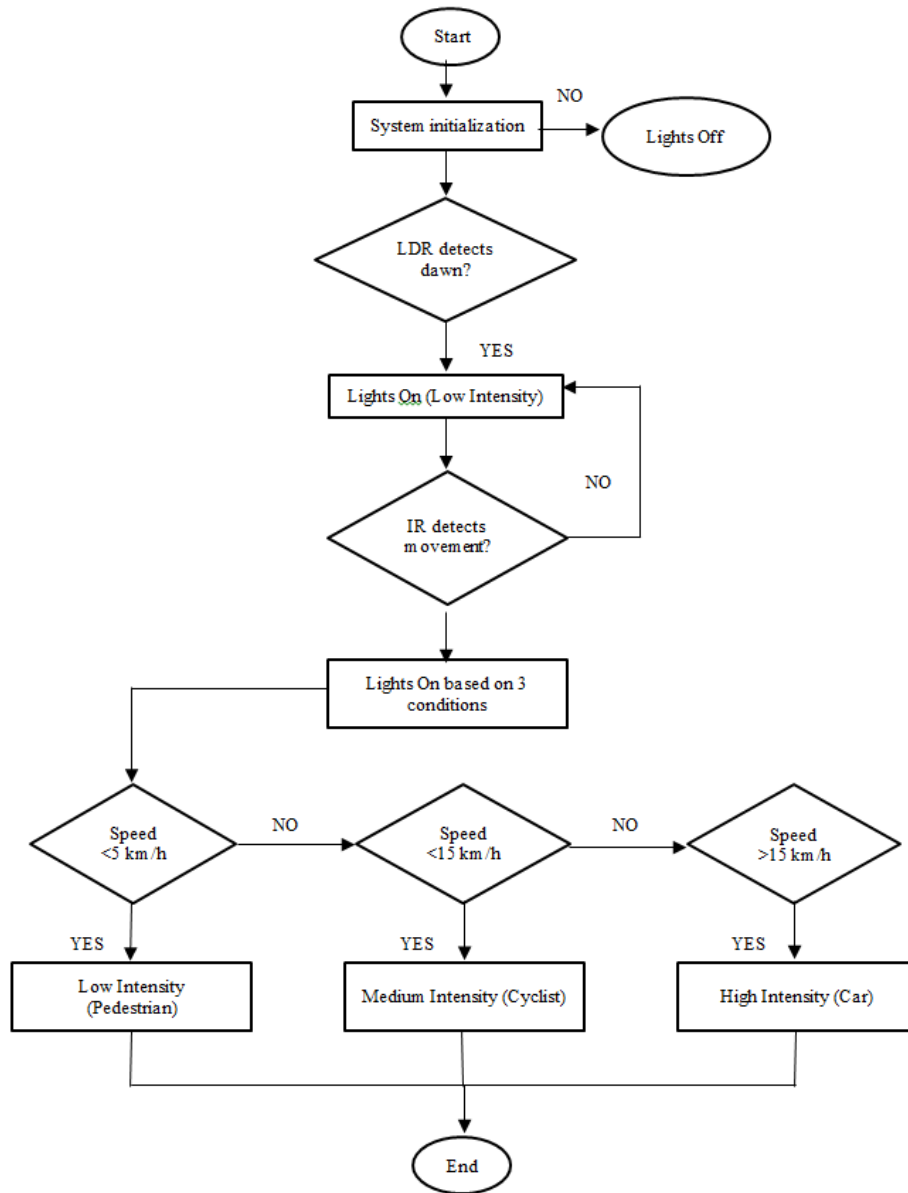 Start
NO
System initialization
Lights Off
LDR detects
dawn?
YES
Lights On (Low Intensity)
NO
IR detects
movement?
Lights On based on 3
conditions
Speed
<5 km/h
NO
Speed
<15 km/h
NO
Speed
>15 km/h
YES
YES
YES
Low Intensity
(Pedestrian)
Medium Intensity (Cyclist)
High Intensity (Car)
End